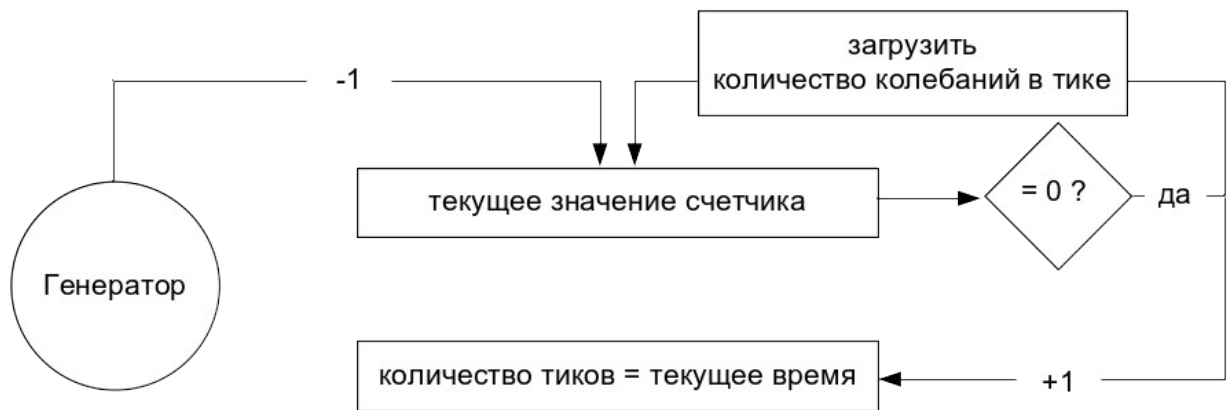 загрузить
количество колебаний в тике
-1
текущее значение счетчика
= 0 ?
да
Генератор
количество тиков = текущее время
+1